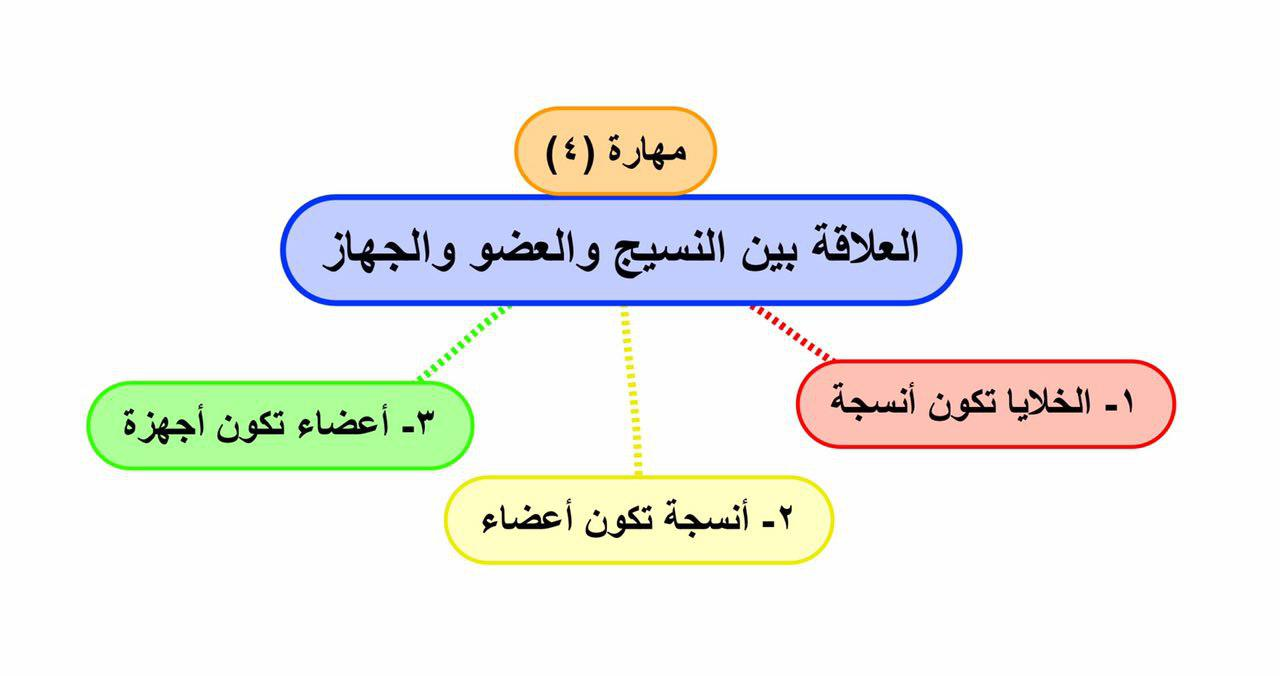 مهارة (٤)
العلاقة بين النسيج والعضو والجهاز
١- الخلايا تكون أنسجة
٢- أنسجة تكون أعضاء
٣- أعضاء تكون أجهزة